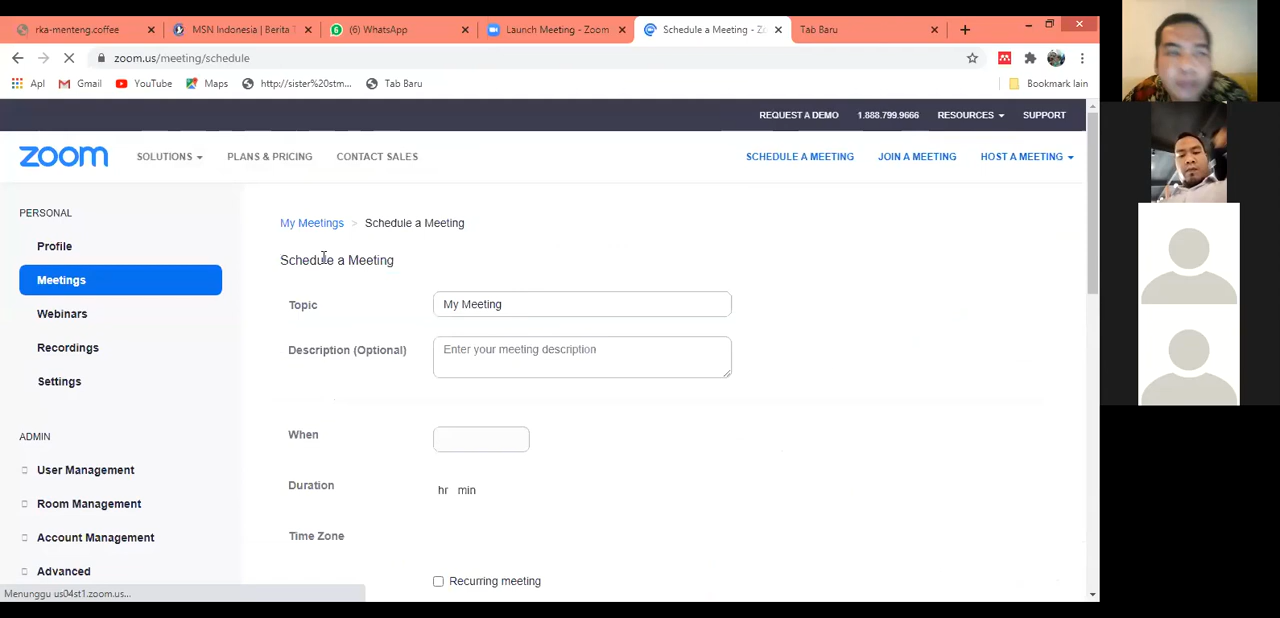 rka-menteng.coffee
MSN Indonesia | Berita T
(6) WhatsApp
Launch Meeting - Zoom
Schedule a Meeting - Zo
Tab Baru
zoom.us/meeting/schedule
Apl
Gmail
YouTube
Maps
http://sister%20stm...
Tab Baru
Bookmark lain
REQUEST A DEMO
1.888.799.9666
RESOURCES
SUPPORT
zoom
SOLUTIONS
PLANS & PRICING
CONTACT SALES
SCHEDULE A MEETING
JOIN A MEETING
HOST A MEETING
PERSONAL
Profile
Meetings
Webinars
Recordings
Settings
ADMIN
User Management
Room Management
Account Management
Advanced
My Meetings > Schedule a Meeting
Schedule a Meeting
Topic
My Meeting
Description (Optional)
Enter your meeting description
When
Duration
hr min
Time Zone
Recurring meeting
Menunggu us04st1.zoom.us...